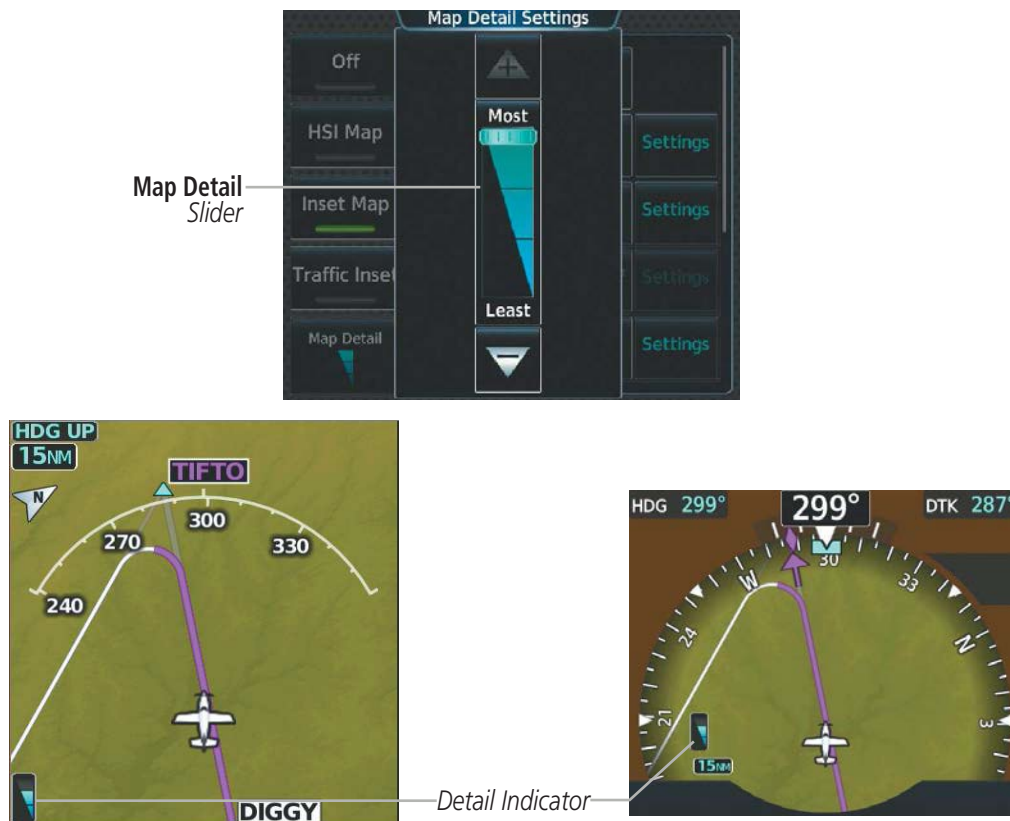 Map Detail Settings
Off
HSI Map
Inset Map
Traffic Inset
Map Detail
Most
Least
Settings
Settings
Settings
Settings
Map Detail
Slider
HDG UP
15NM
N
TIFTO
240
270
300
330
DIGGY
Detail Indicator
HDG 299°
299°
DTK 287°
21
24
W
30
33
N
3
15NM